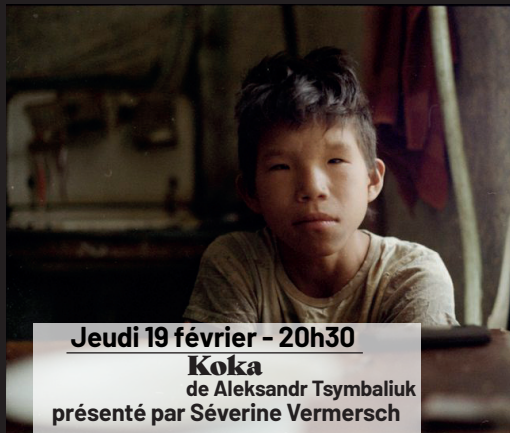 Jeudi 19 février - 20h30
Koka
de Aleksandr Tsymbaliuk
présenté par Séverine Vermersch